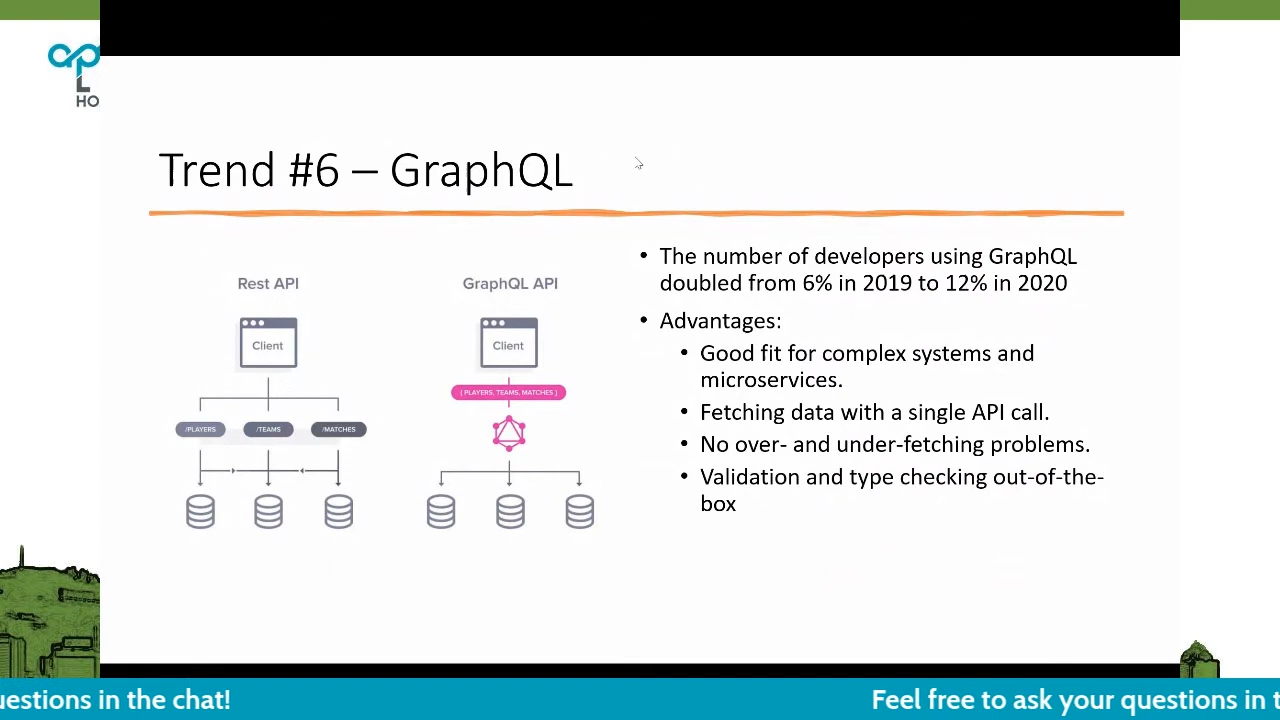 HO
Trend #6 – GraphQL
Rest API
GraphQL API
Client
Client
{ PLAYERS, TEAMS, MATCHES }
/PLAYERS
/TEAMS
/MATCHES
• The number of developers using GraphQL
doubled from 6% in 2019 to 12% in 2020
• Advantages:
• Good fit for complex systems and
microservices.
• Fetching data with a single API call.
• No over- and under-fetching problems.
• Validation and type checking out-of-the-
box
uestions in the chat!
Feel free to ask your questions in t